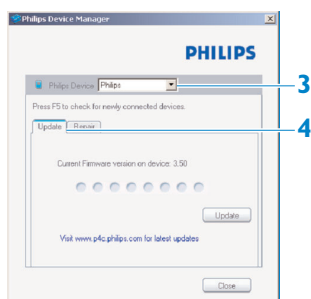 Philips Device Manager
PHILIPS
Philips Device Philips
3
Press F5 to check for newly connected devices.
Update Repair
4
Current Firmware version on device: 3.50
Update
Visit www.p4c.philips.com for latest updates
Close